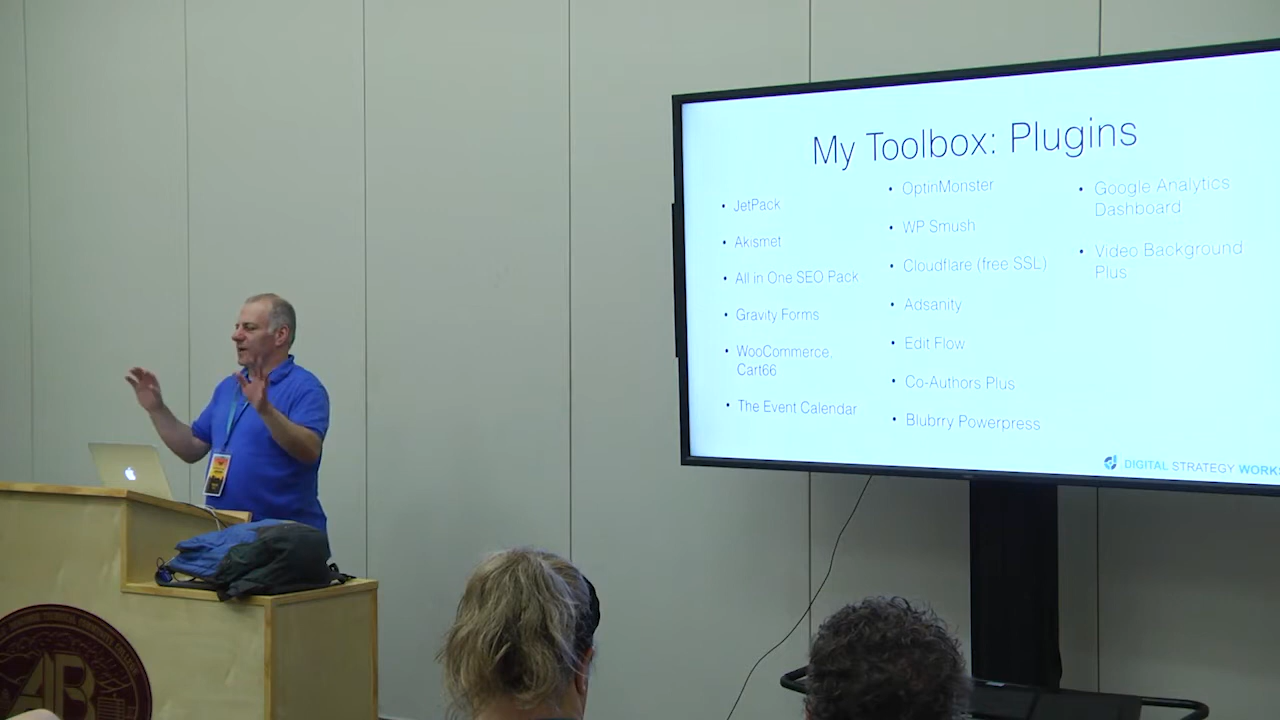 My Toolbox: Plugins
• JetPack
• Akismet
• All in One SEO Pack
• Gravity Forms
• WooCommerce,
Cart66
• The Event Calendar
• OptinMonster
• WP Smush
• Cloudflare (free SSL)
• Adsanity
• Edit Flow
• Co-Authors Plus
• Blubrry Powerpress
• Google Analytics
Dashboard
• Video Background
Plus
DIGITAL STRATEGY WORKS